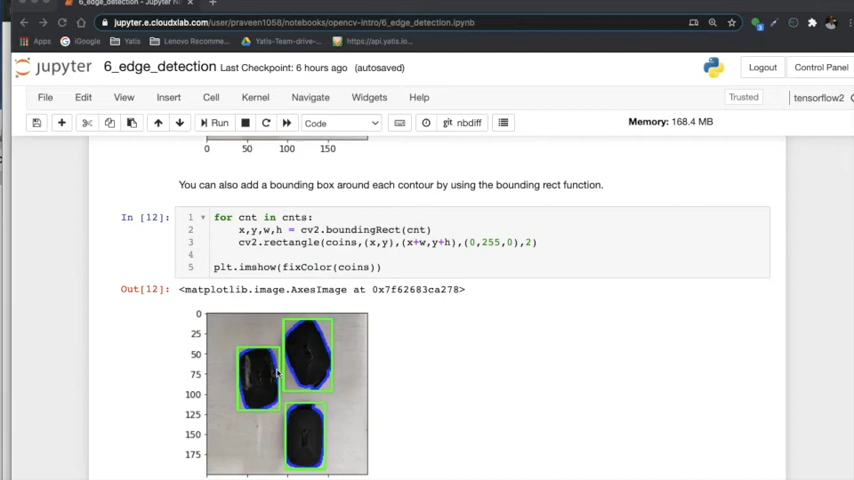 6_edge_detection.ipynb - Jupyter N
jupyter.e.cloudxlab.com/user/praveen1058/notebooks/opencv-intro/6_edge_detection.ipynb
Apps iGoogle Yatis Lenovo Recomme... Yatis-Team-drive-... https://api.yatis.io...
jupyter 6_edge_detection Last Checkpoint: 6 hours ago (autosaved) Logout Control Panel
File Edit View Insert Cell Kernel Navigate Widgets Help Trusted tensorflow2
Run Code git nbdiff Memory: 168.4 MB
0 50 100 150
You can also add a bounding box around each contour by using the bounding rect function.
In [12]: 1 for cnt in cnts:
2 x,y,w,h = cv2.boundingRect(cnt)
3 cv2.rectangle(coins,(x,y),(x+w,y+h),(0,255,0),2)
4
5 plt.imshow(fixColor(coins))
Out[12]: <matplotlib.image.AxesImage at 0x7f62683ca278>
0
25
50
75
100
125
150
175